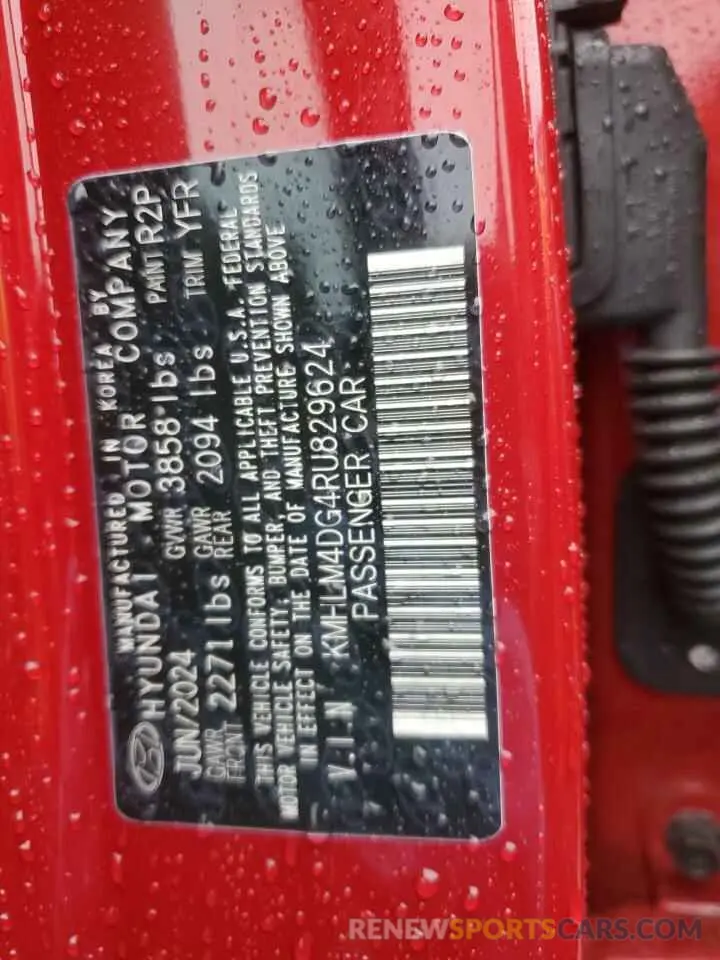 MANUFACTURED IN KOREA BY
HYUNDAI MOTOR COMPANY
JUN/2024 GVWR 3858 lbs PAINT R2P
GAWR FRONT 2271 lbs GAWR REAR 2094 lbs TRIM YFR
THIS VEHICLE CONFORMS TO ALL APPLICABLE U.S.A. FEDERAL
MOTOR VEHICLE SAFETY, BUMPER, AND THEFT PREVENTION STANDARDS
IN EFFECT ON THE DATE OF MANUFACTURE SHOWN ABOVE
V.I.N KMHLM4DG4RU829624
PASSENGER CAR
RENEWSPORTSCARS.COM